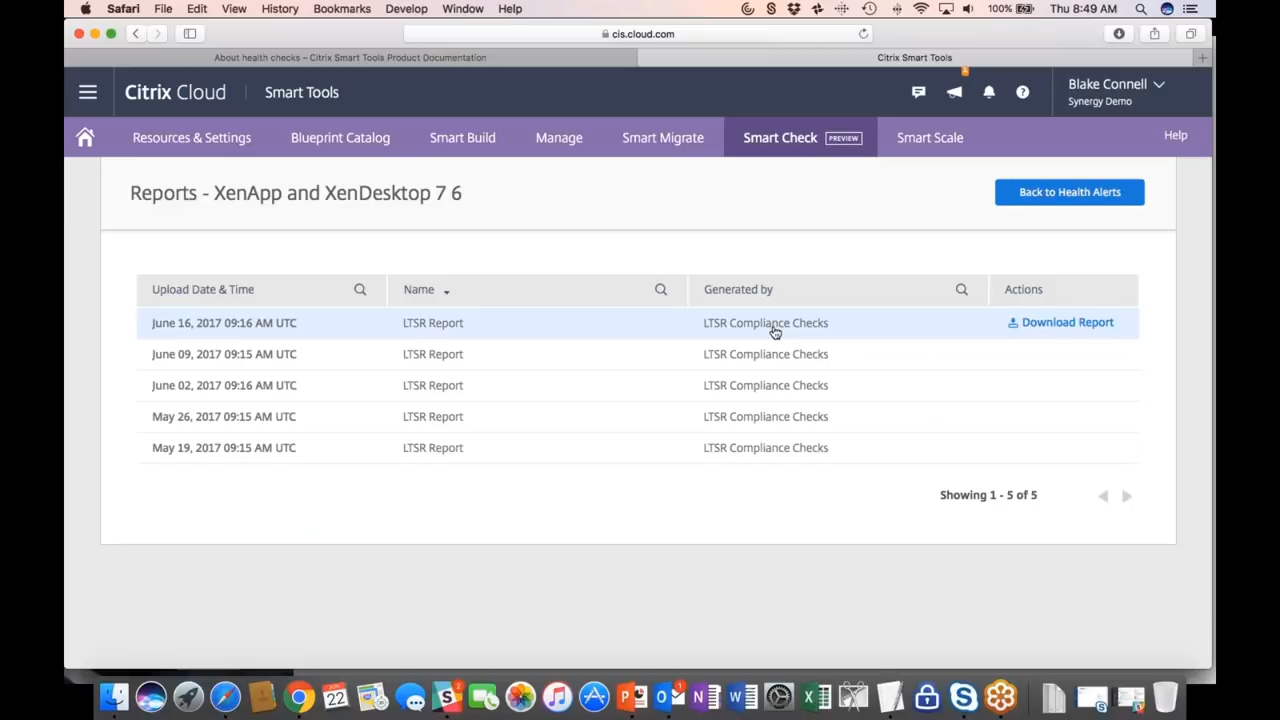 Safari File Edit View History Bookmarks Develop Window Help 100% Thu 8:49 AM
cis.cloud.com
About health checks – Citrix Smart Tools Product Documentation Citrix Smart Tools
Citrix Cloud Smart Tools Blake Connell
Synergy Demo
Resources & Settings Blueprint Catalog Smart Build Manage Smart Migrate Smart Check PREVIEW Smart Scale Help
Reports - XenApp and XenDesktop 7 6 Back to Health Alerts
Upload Date & Time Name Generated by Actions
June 16, 2017 09:16 AM UTC LTSR Report LTSR Compliance Checks Download Report
June 09, 2017 09:15 AM UTC LTSR Report LTSR Compliance Checks
June 02, 2017 09:16 AM UTC LTSR Report LTSR Compliance Checks
May 26, 2017 09:15 AM UTC LTSR Report LTSR Compliance Checks
May 19, 2017 09:15 AM UTC LTSR Report LTSR Compliance Checks
Showing 1 - 5 of 5
22